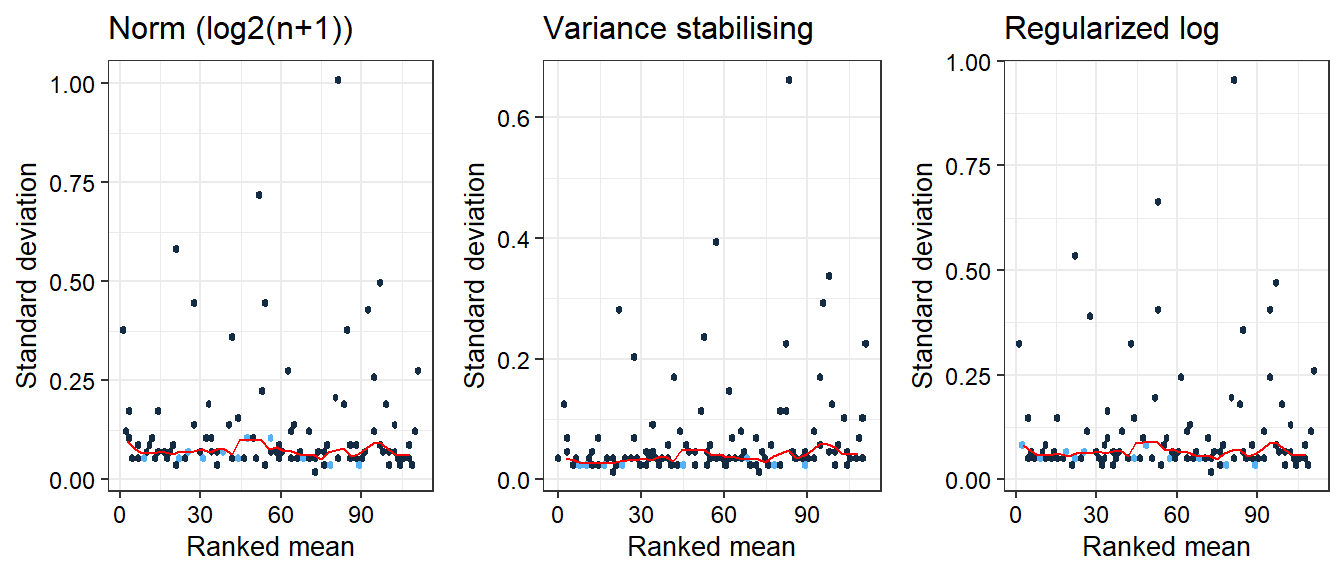 Norm (log2(n+1))
Standard deviation
1.00
0.75
0.50
0.25
0.00
0 30 60 90
Ranked mean
Variance stabilising
Standard deviation
0.6
0.4
0.2
0.0
0 30 60 90
Ranked mean
Regularized log
Standard deviation
1.00
0.75
0.50
0.25
0.00
0 30 60 90
Ranked mean